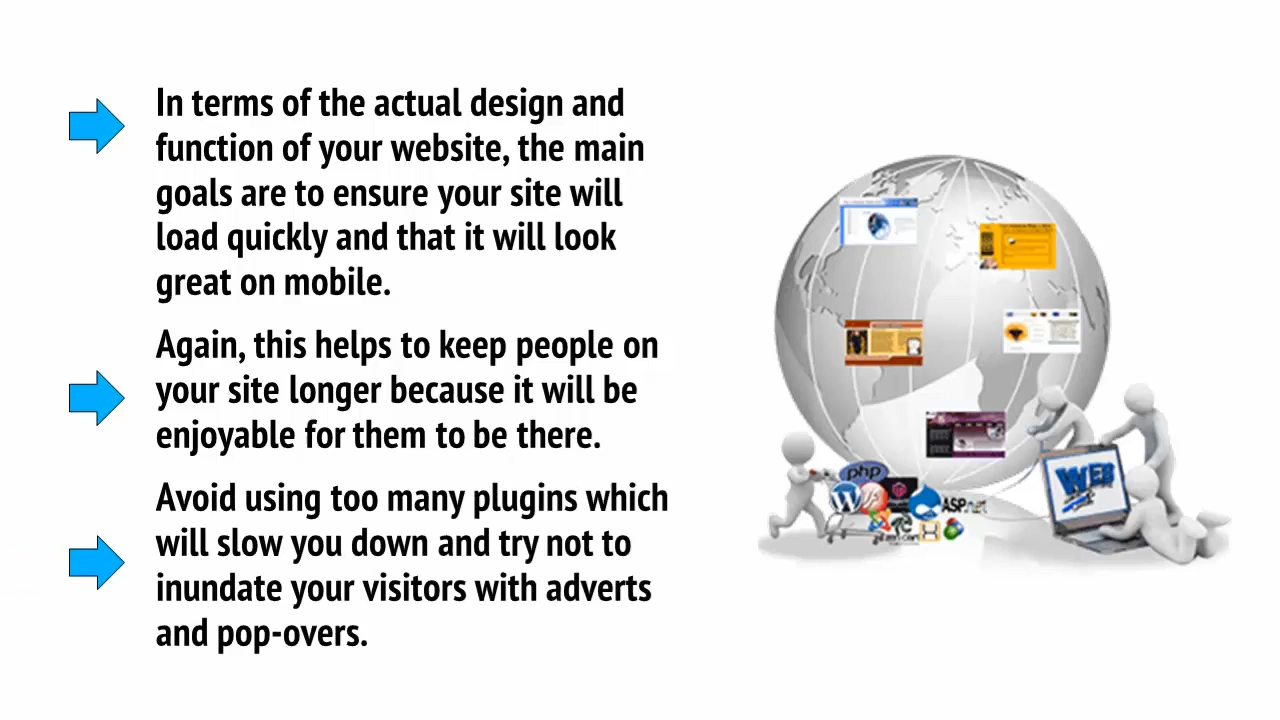 In terms of the actual design and
function of your website, the main
goals are to ensure your site will
load quickly and that it will look
great on mobile.
Again, this helps to keep people on
your site longer because it will be
enjoyable for them to be there.
Avoid using too many plugins which
will slow you down and try not to
inundate your visitors with adverts
and pop-overs.
php
W
ASP.net
WEB